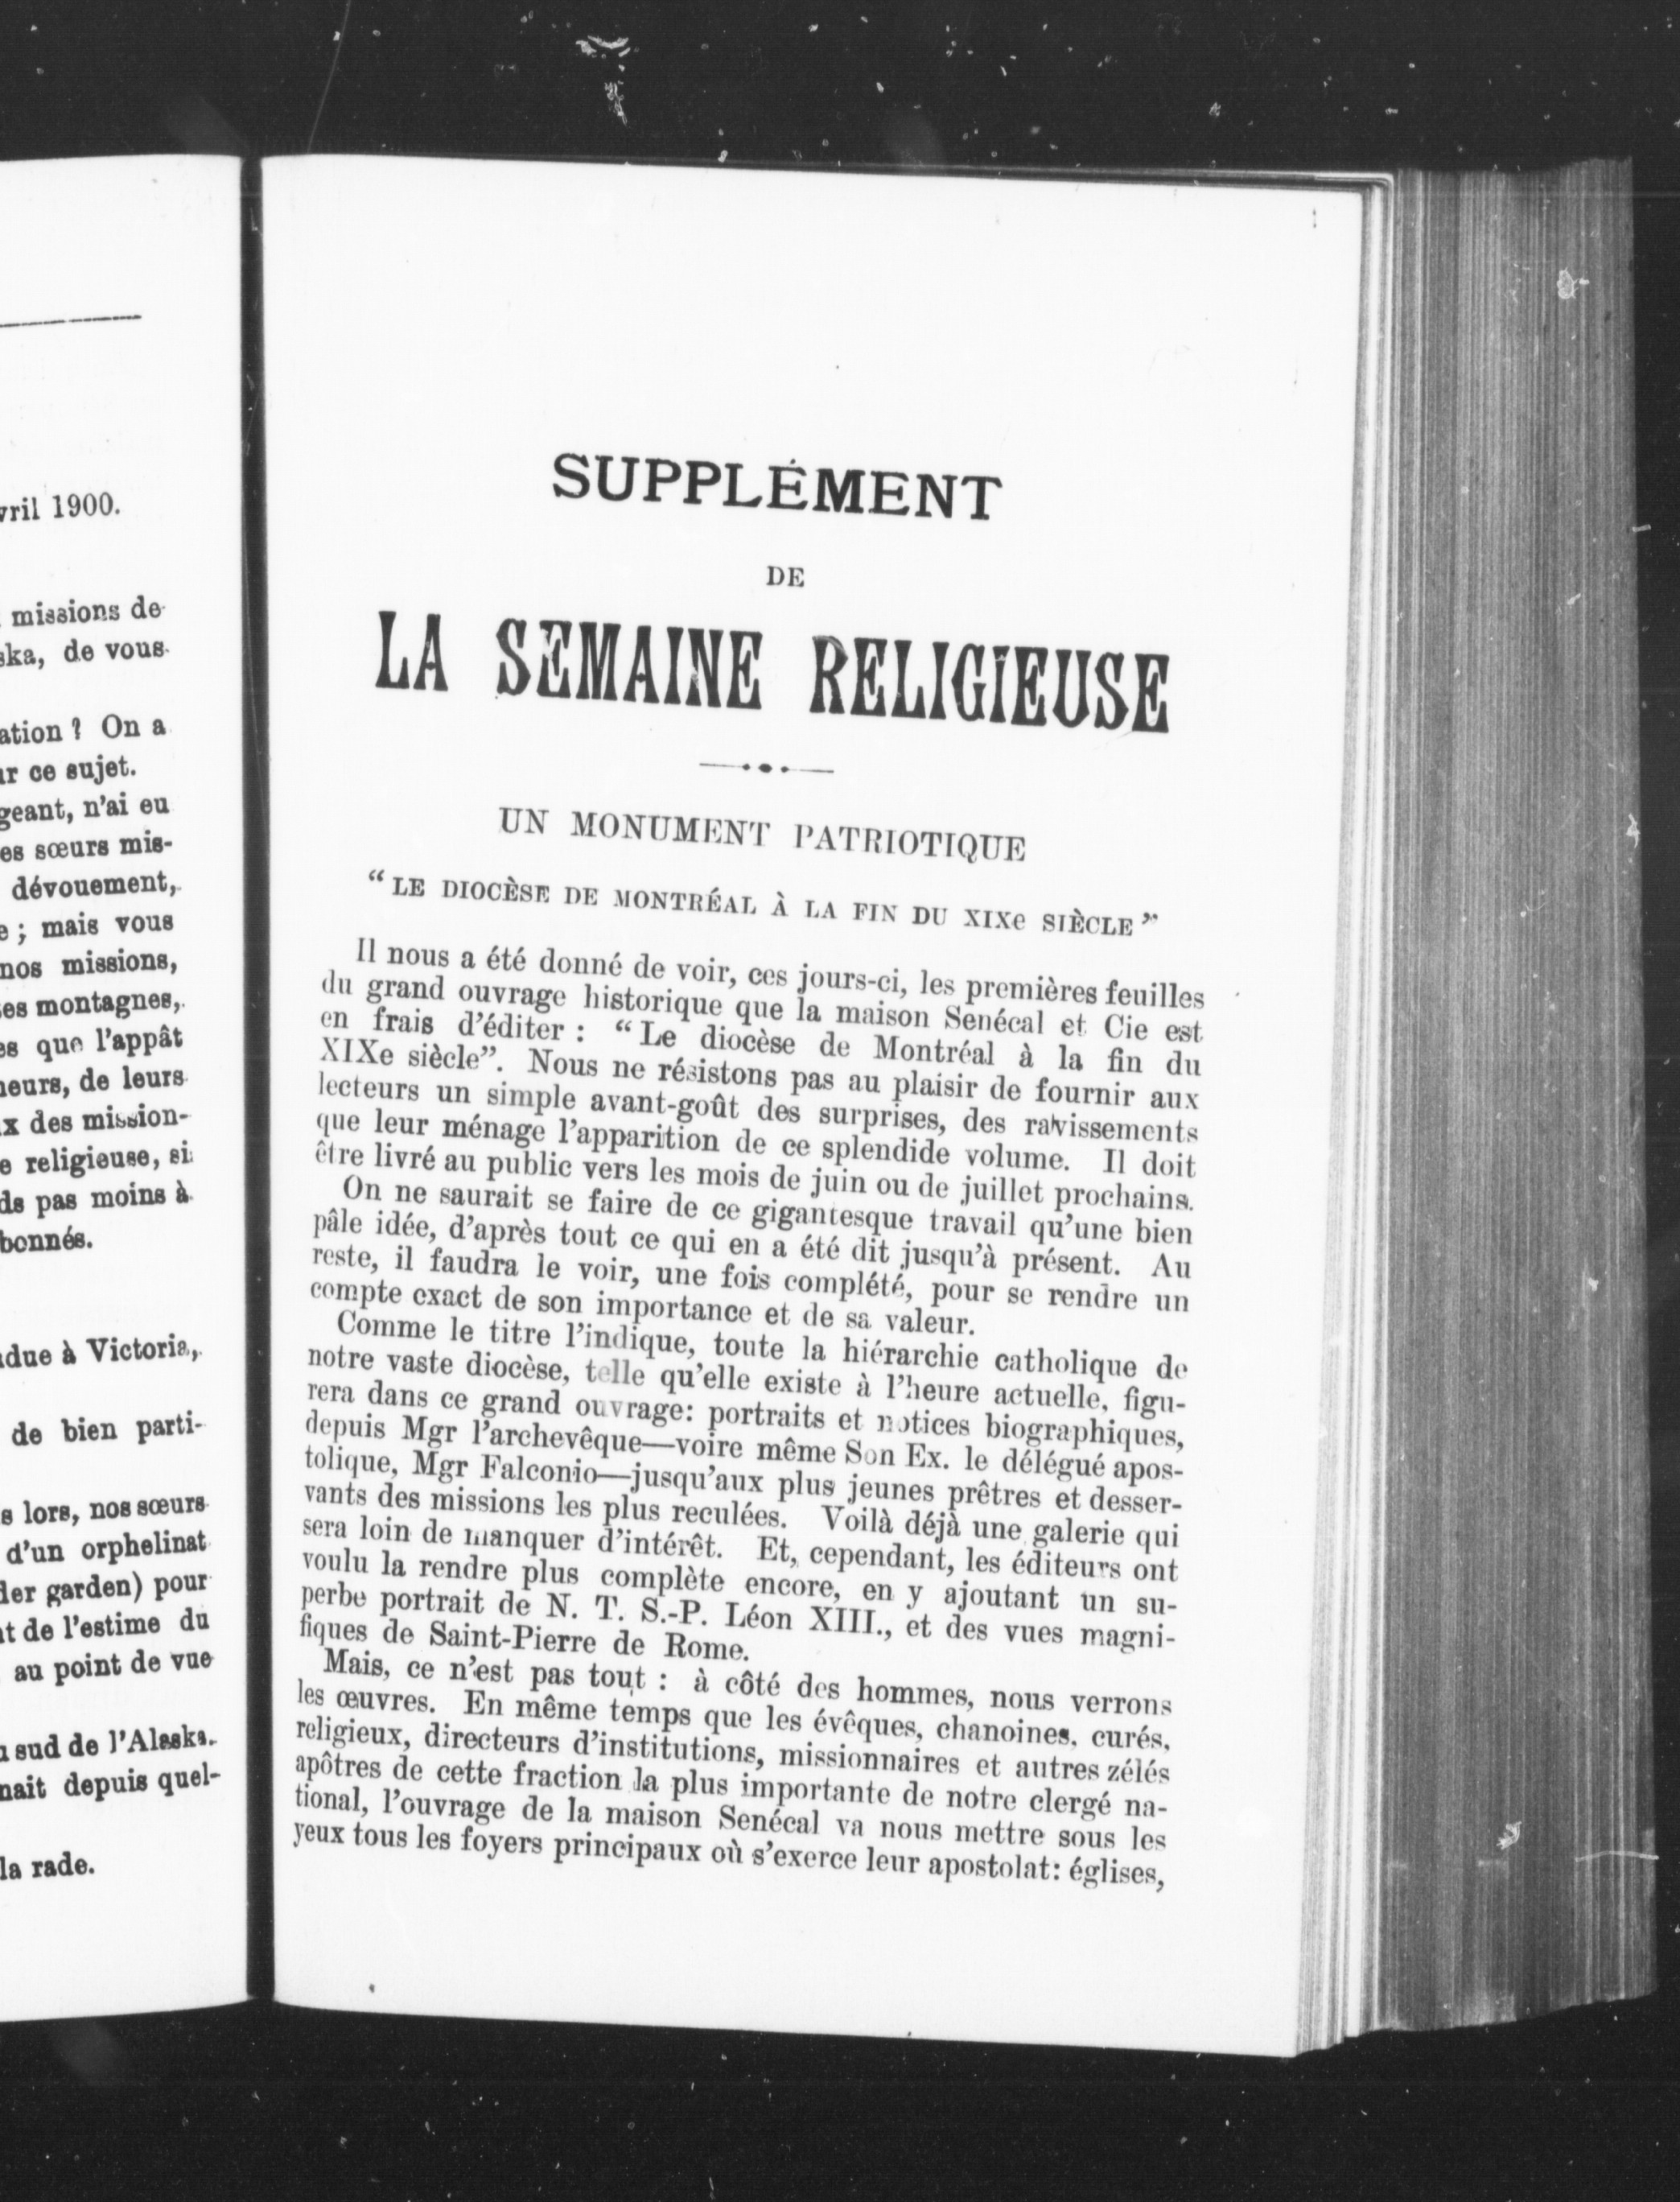 vril 1900.
missions de
ska, de vous
ation ? On a
ur ce sujet.
geant, n'ai eu
es sœurs mis-
dévouement,
e ; mais vous
nos missions,
es montagnes,
es que l'appât
neurs, de leurs
x des mission-
e religieuse, si
ds pas moins à
bonnés.
ndue à Victoria,
de bien parti-
s lors, nos sœurs
d'un orphelinat
der garden) pour
nt de l'estime du
au point de vue
u sud de l'Alaska.
nait depuis quel-
la rade.
SUPPLÉMENT
DE
LA SEMAINE RELIGIEUSE
UN MONUMENT PATRIOTIQUE
“ LE DIOCÈSE DE MONTRÉAL À LA FIN DU XIXe SIÈCLE ”
Il nous a été donné de voir, ces jours-ci, les premières feuilles
du grand ouvrage historique que la maison Senécal et Cie est
en frais d'éditer : “ Le diocèse de Montréal à la fin du
XIXe siècle”. Nous ne résistons pas au plaisir de fournir aux
lecteurs un simple avant-goût des surprises, des ravissements
que leur ménage l'apparition de ce splendide volume. Il doit
être livré au public vers les mois de juin ou de juillet prochains.
On ne saurait se faire de ce gigantesque travail qu'une bien
pâle idée, d'après tout ce qui en a été dit jusqu'à présent. Au
reste, il faudra le voir, une fois complété, pour se rendre un
compte exact de son importance et de sa valeur.
Comme le titre l'indique, toute la hiérarchie catholique de
notre vaste diocèse, telle qu'elle existe à l'heure actuelle, figu-
rera dans ce grand ouvrage: portraits et notices biographiques,
depuis Mgr l'archevêque—voire même Son Ex. le délégué apos-
tolique, Mgr Falconio—jusqu'aux plus jeunes prêtres et desser-
vants des missions les plus reculées. Voilà déjà une galerie qui
sera loin de manquer d'intérêt. Et, cependant, les éditeurs ont
voulu la rendre plus complète encore, en y ajoutant un su-
perbe portrait de N. T. S.-P. Léon XIII., et des vues magni-
fiques de Saint-Pierre de Rome.
Mais, ce n'est pas tout : à côté des hommes, nous verrons
les œuvres. En même temps que les évêques, chanoines, curés,
religieux, directeurs d'institutions, missionnaires et autres zélés
apôtres de cette fraction la plus importante de notre clergé na-
tional, l'ouvrage de la maison Senécal va nous mettre sous les
yeux tous les foyers principaux où s'exerce leur apostolat: églises,